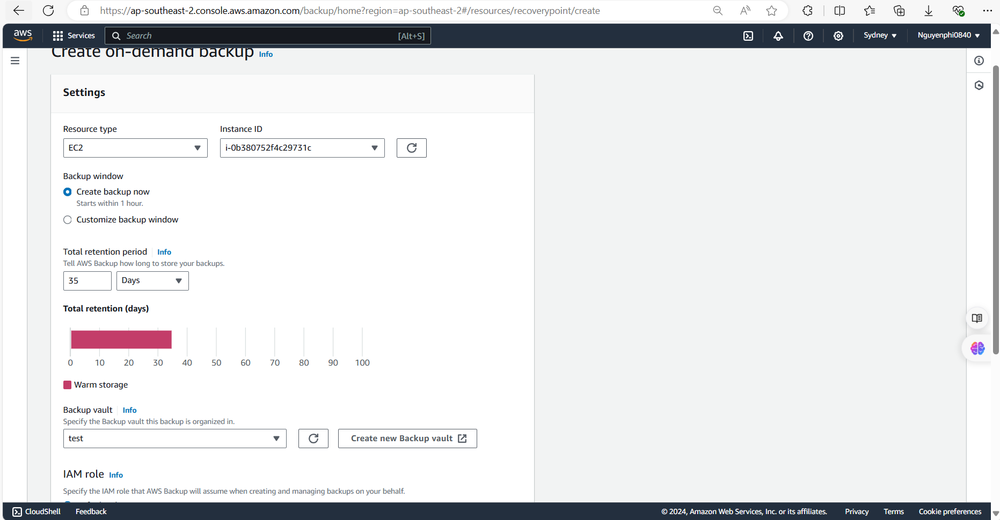 https://ap-southeast-2.console.aws.amazon.com/backup/home?region=ap-southeast-2#/resources/recoverypoint/create
aws Services Search [Alt+S] Sydney Nguyenphi0840
Create on-demand backup Info
Settings
Resource type Instance ID
EC2 i-0b380752f4c29731c
Backup window
Create backup now
Starts within 1 hour.
Customize backup window
Total retention period Info
Tell AWS Backup how long to store your backups.
35 Days
Total retention (days)
0 10 20 30 40 50 60 70 80 90 100
Warm storage
Backup vault Info
Specify the Backup vault this backup is organized in.
test Create new Backup vault
IAM role Info
Specify the IAM role that AWS Backup will assume when creating and managing backups on your behalf.
CloudShell Feedback © 2024, Amazon Web Services, Inc. or its affiliates. Privacy Terms Cookie preferences